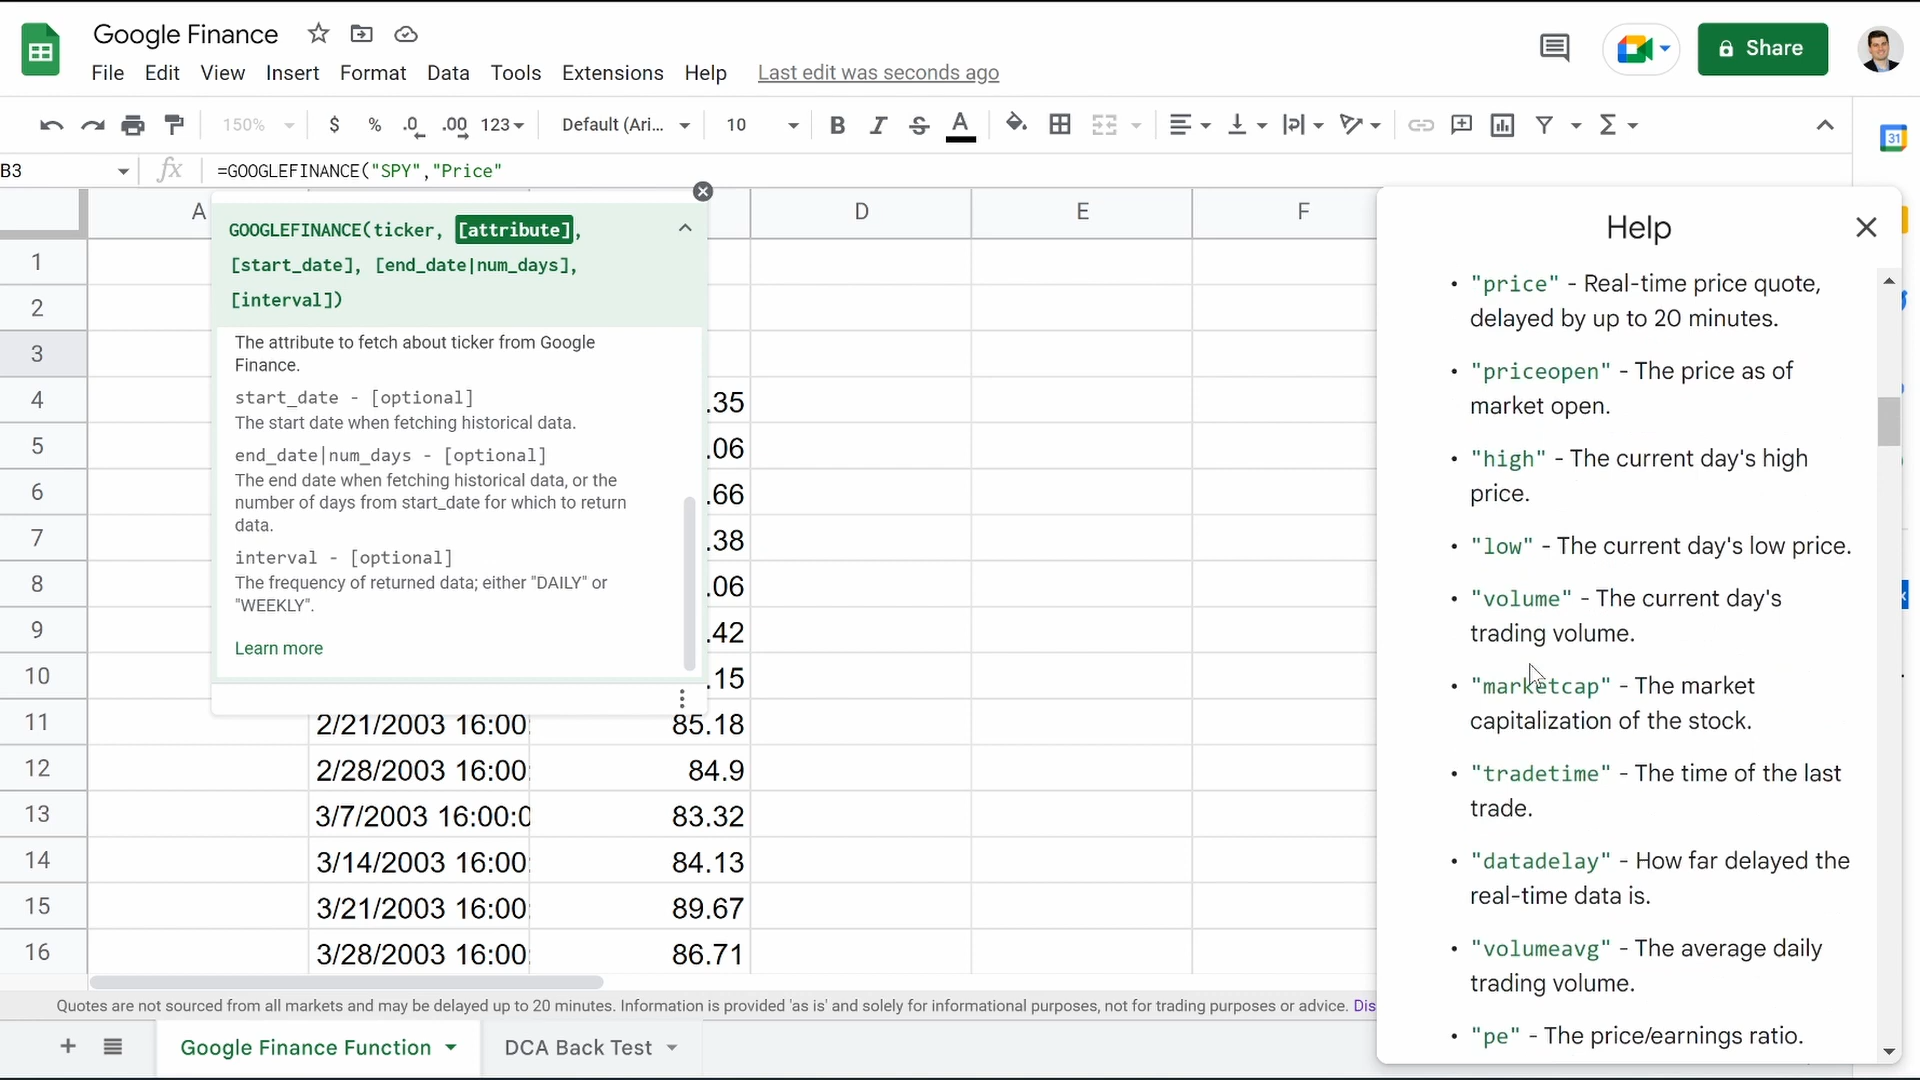 Google Finance
Share
File Edit View Insert Format Data Tools Extensions Help Last edit was seconds ago
150% $ % .0 .00 123 Default (Ari... 10 B I S A Σ
31
B3 fx =GOOGLEFINANCE("SPY","Price"
A D E F
GOOGLEFINANCE(ticker, [attribute],
[start_date], [end_date|num_days],
[interval])
The attribute to fetch about ticker from Google
Finance.
start_date - [optional]
The start date when fetching historical data.
end_date|num_days - [optional]
The end date when fetching historical data, or the
number of days from start_date for which to return
data.
interval - [optional]
The frequency of returned data; either "DAILY" or
"WEEKLY".
Learn more
1
2
3
4 .35
5 .06
6 .66
7 .38
8 .06
9 .42
10 .15
11 2/21/2003 16:00: 85.18
12 2/28/2003 16:00: 84.9
13 3/7/2003 16:00:0 83.32
14 3/14/2003 16:00: 84.13
15 3/21/2003 16:00: 89.67
16 3/28/2003 16:00: 86.71
Help
• "price" - Real-time price quote,
delayed by up to 20 minutes.
• "priceopen" - The price as of
market open.
• "high" - The current day's high
price.
• "low" - The current day's low price.
• "volume" - The current day's
trading volume.
• "marketcap" - The market
capitalization of the stock.
• "tradetime" - The time of the last
trade.
• "datadelay" - How far delayed the
real-time data is.
• "volumeavg" - The average daily
trading volume.
• "pe" - The price/earnings ratio.
Quotes are not sourced from all markets and may be delayed up to 20 minutes. Information is provided 'as is' and solely for informational purposes, not for trading purposes or advice. Dis
Google Finance Function DCA Back Test